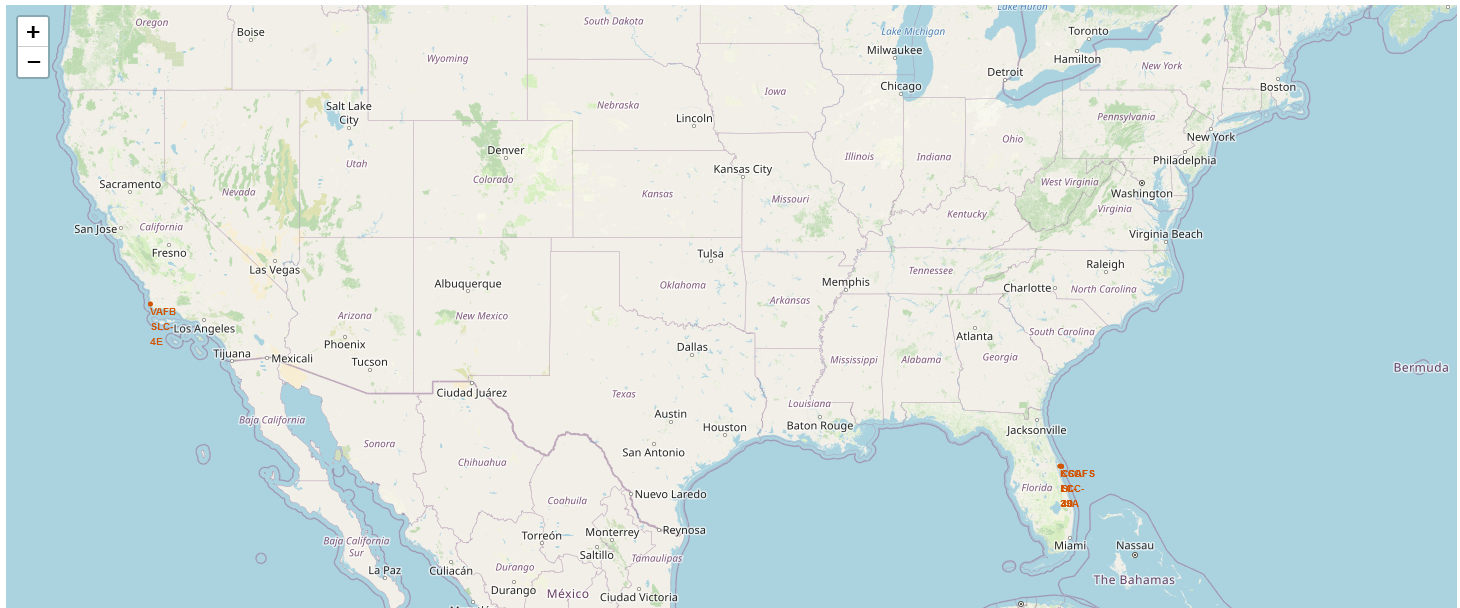 +
−
Oregon
Boise
South Dakota
Lake Huron
Toronto
Lake Michigan
Milwaukee
Hamilton
Wyoming
Detroit
New York
Chicago
Boston
Nebraska
Iowa
Salt Lake
City
Lincoln
Pennsylvania
New York
Ohio
Denver
Illinois
Indiana
Philadelphia
Utah
Kansas City
Sacramento
Colorado
West Virginia
Nevada
Kansas
Missouri
Washington
Virginia
San Jose
California
Kentucky
Virginia Beach
Fresno
Tulsa
Las Vegas
Tennessee
Raleigh
Albuquerque
Oklahoma
Memphis
Charlotte
North Carolina
Arkansas
VAFB
SLC-
4E
Los Angeles
Arizona
New Mexico
South Carolina
Phoenix
Atlanta
Tijuana
Mexicali
Tucson
Dallas
Mississippi
Alabama
Georgia
Bermuda
Ciudad Juárez
Texas
Louisiana
Baja California
Austin
Houston
Baton Rouge
Jacksonville
Sonora
San Antonio
Chihuahua
Florida
Nuevo Laredo
Coahuila
Reynosa
Baja California
Sur
Torreón
Monterrey
Saltillo
Tamaulipas
Miami
Nassau
La Paz
Culiacán
Durango
Durango
México
Ciudad Victoria
The Bahamas